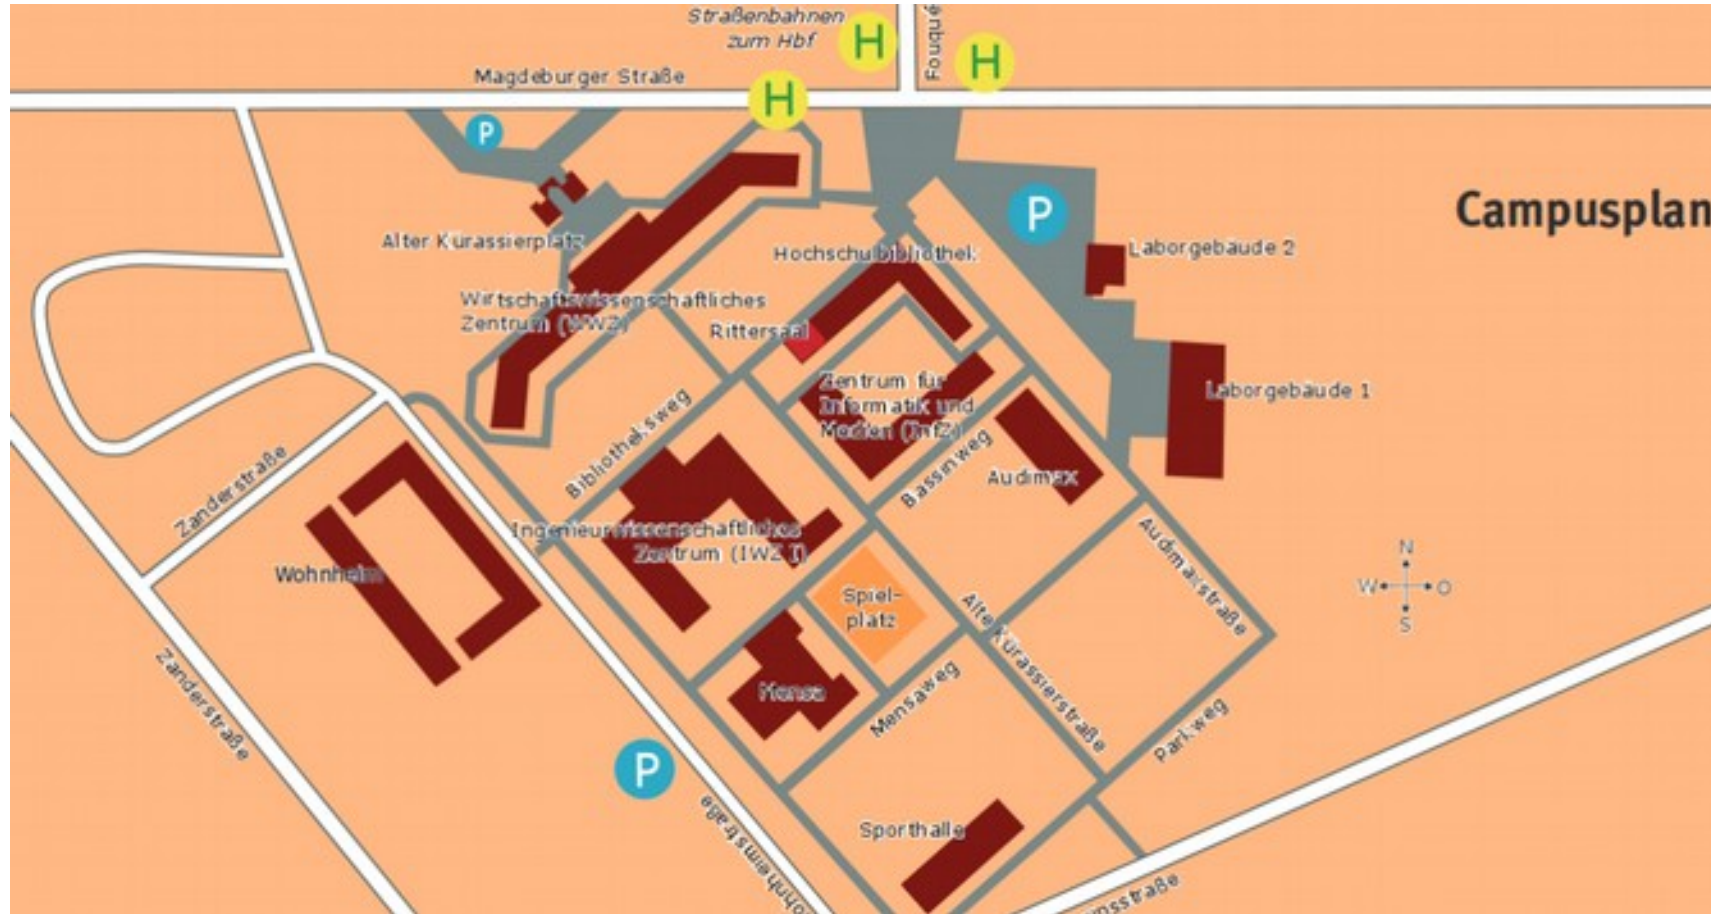 Straßenbahnen
zum Hbf
H
H
Magdeburger Straße
H
P
P
Campusplan
Alter Kürassierplatz
Hochschulbibliothek
Laborgebäude 2
Wirtschaftswissenschaftliches
Zentrum (WWZ)
Rittersaal
Laborgebäude 1
Zentrum für
Informatik und
Medien (InfZ)
Bibliotheksweg
Bassinweg
Audimax
Zanderstraße
Ingenieurwissenschaftliches
Zentrum (IWZ I)
Wohnheim
Audimaxstraße
N
W
O
S
Spiel-
platz
Alte Kürassierstraße
Zanderstraße
Mensa
Mensaweg
Parkweg
P
Sporthalle